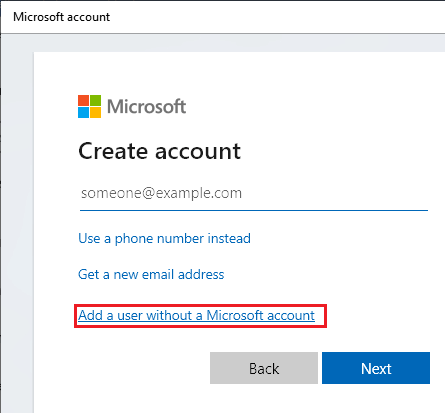 Microsoft account
Microsoft
Create account
someone@example.com
Use a phone number instead
Get a new email address
Add a user without a Microsoft account
Back
Next